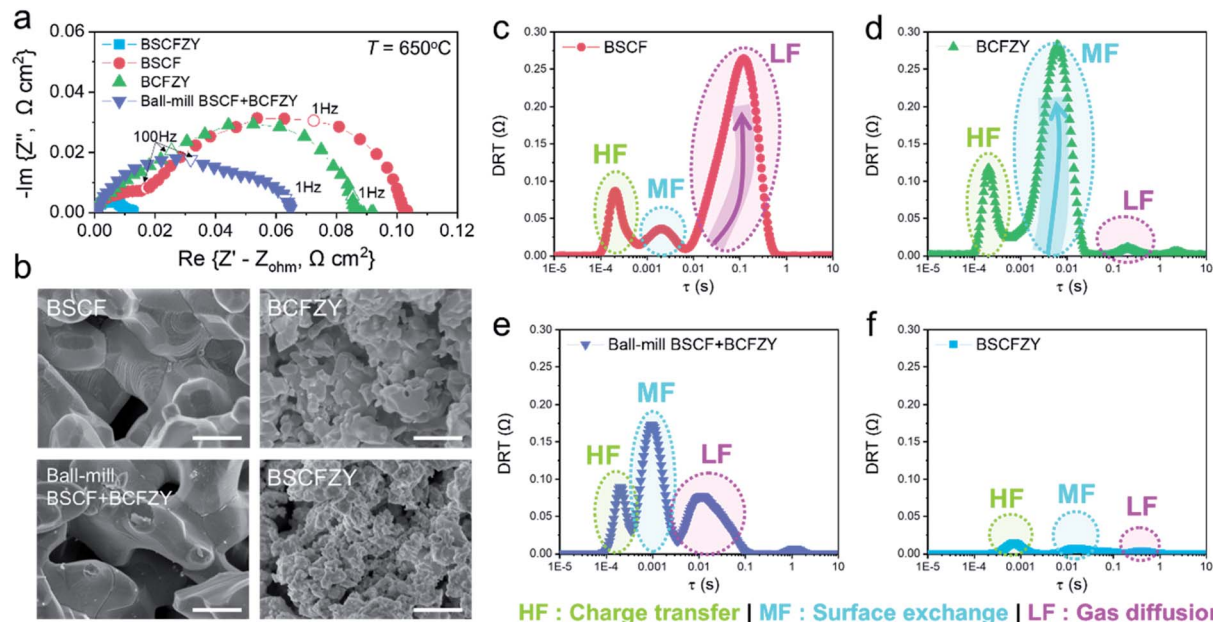 a
-Im {Z", Ω cm²}
0.06
0.04
0.02
0.00
BSCFZY
BSCF
BCFZY
Ball-mill BSCF+BCFZY
T = 650°C
100Hz
1Hz
1Hz
1Hz
0.00 0.02 0.04 0.06 0.08 0.10 0.12
Re {Z' - Zohm, Ω cm²}
b
BSCF
BCFZY
Ball-mill
BSCF+BCFZY
BSCFZY
c
DRT (Ω)
0.30
0.25
0.20
0.15
0.10
0.05
0.00
BSCF
HF
MF
LF
1E-5 1E-4 0.001 0.01 0.1 1 10
τ (s)
d
DRT (Ω)
0.30
0.25
0.20
0.15
0.10
0.05
0.00
BCFZY
HF
MF
LF
1E-5 1E-4 0.001 0.01 0.1 1 10
τ (s)
e
DRT (Ω)
0.30
0.25
0.20
0.15
0.10
0.05
0.00
Ball-mill BSCF+BCFZY
HF
MF
LF
1E-5 1E-4 0.001 0.01 0.1 1 10
τ (s)
f
DRT (Ω)
0.30
0.25
0.20
0.15
0.10
0.05
0.00
BSCFZY
HF
MF
LF
1E-5 1E-4 0.001 0.01 0.1 1 10
τ (s)
HF : Charge transfer | MF : Surface exchange | LF : Gas diffusion